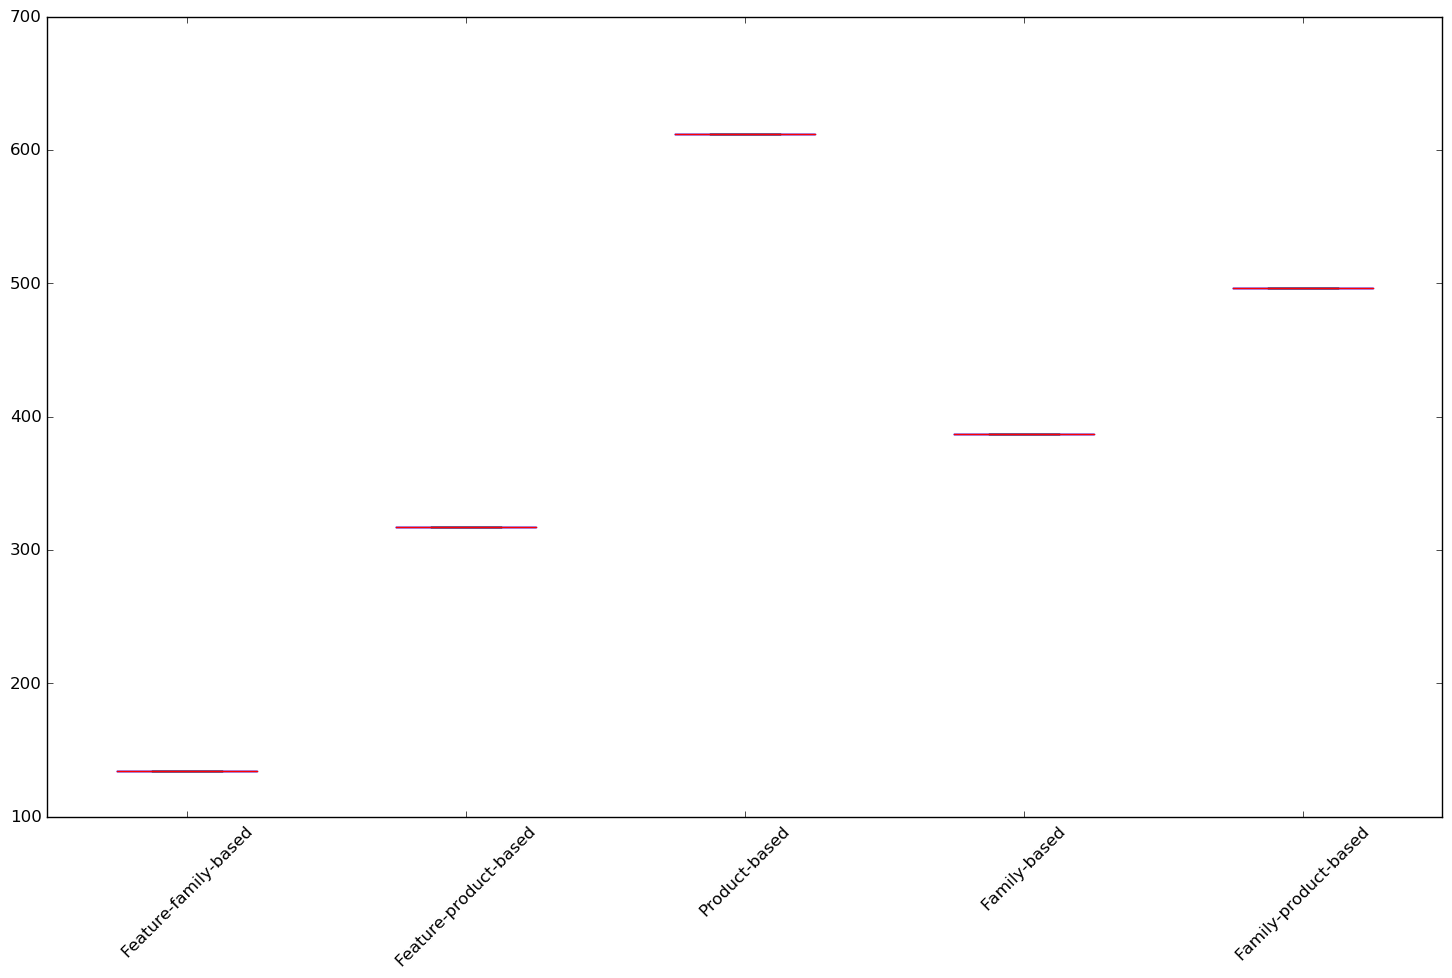 700
600
500
400
300
200
100
Feature-family-based
Feature-product-based
Product-based
Family-based
Family-product-based